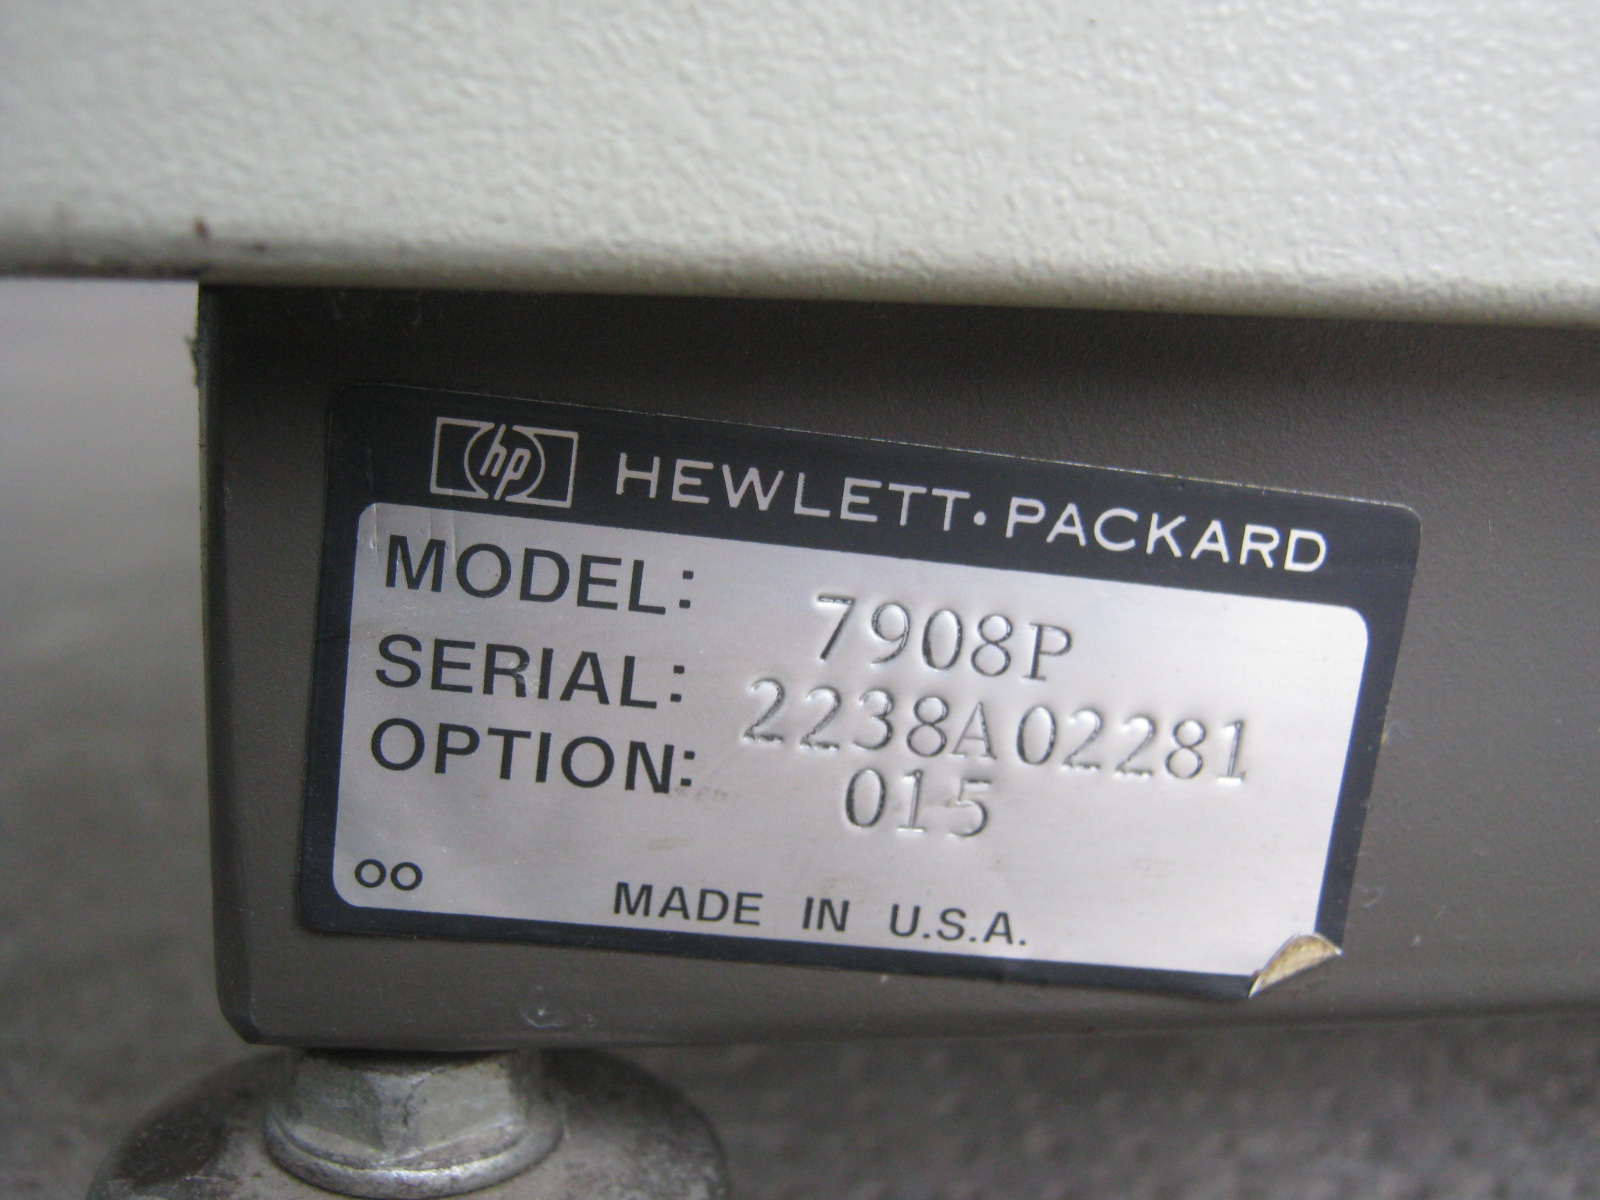 hp HEWLETT·PACKARD
MODEL: 7908P
SERIAL: 2238A02281
OPTION: 015
OO MADE IN U.S.A.